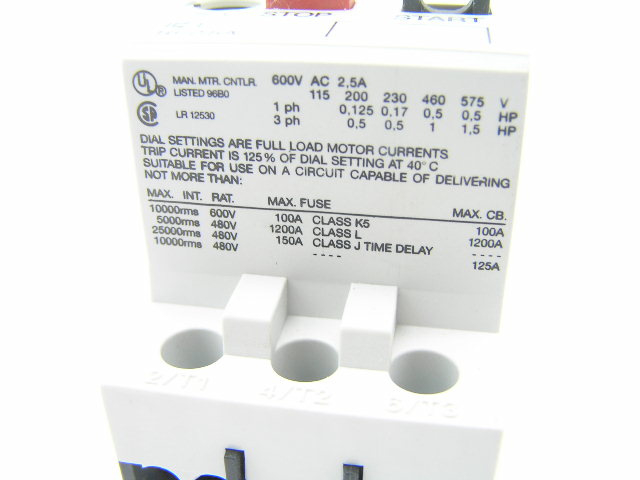 STOP START
UL MAN. MTR. CNTLR. 600V AC 2,5A
LISTED 96B0 115 200 230 460 575 V
1 ph 0,125 0,17 0,5 0,5 HP
LR 12530 3 ph 0,5 0,5 1 1,5 HP
DIAL SETTINGS ARE FULL LOAD MOTOR CURRENTS
TRIP CURRENT IS 125% OF DIAL SETTING AT 40°C
SUITABLE FOR USE ON A CIRCUIT CAPABLE OF DELIVERING
NOT MORE THAN:
MAX. INT. RAT. MAX. FUSE MAX. CB.
10000rms 600V 100A CLASS K5 100A
5000rms 480V 1200A CLASS L 1200A
25000rms 480V 150A CLASS J TIME DELAY ----
10000rms 480V ---- 125A
2/T1 4/T2 6/T3